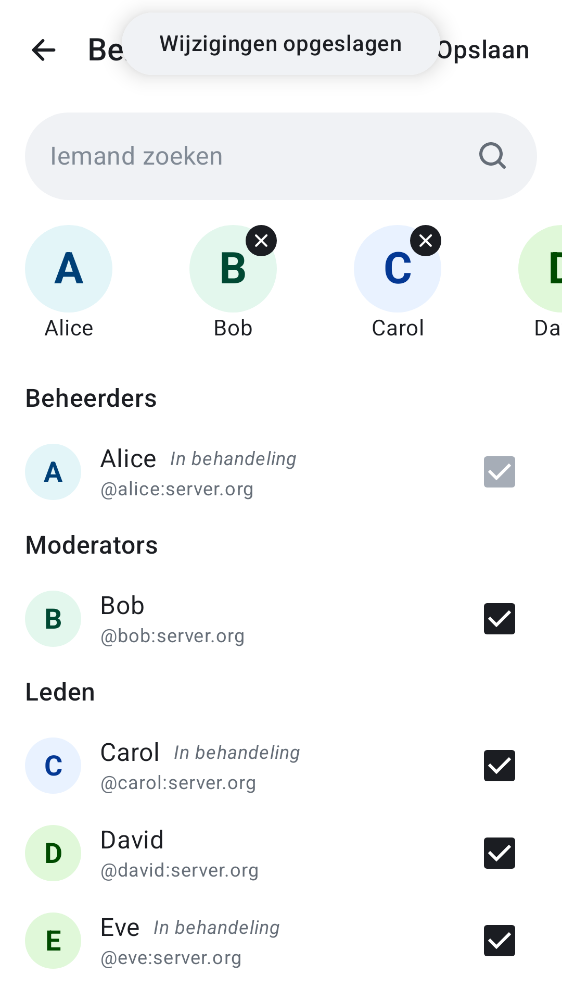 Wijzigingen opgeslagen
Be
Opslaan
Iemand zoeken
A
B
C
D
Alice
Bob
Carol
Da
Beheerders
A
Alice In behandeling
@alice:server.org
Moderators
B
Bob
@bob:server.org
Leden
C
Carol In behandeling
@carol:server.org
D
David
@david:server.org
E
Eve In behandeling
@eve:server.org